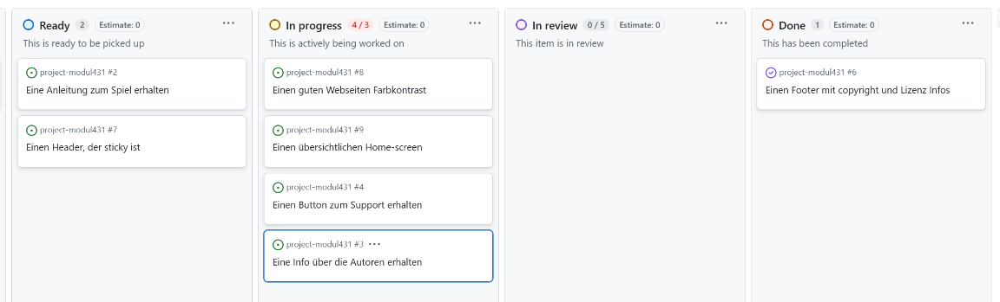 Ready 2 Estimate: 0
This is ready to be picked up
project-modul431 #2
Eine Anleitung zum Spiel erhalten
project-modul431 #7
Einen Header, der sticky ist
In progress 4 / 3 Estimate: 0
This is actively being worked on
project-modul431 #8
Einen guten Webseiten Farbkontrast
project-modul431 #9
Einen übersichtlichen Home-screen
project-modul431 #4
Einen Button zum Support erhalten
project-modul431 #3
Eine Info über die Autoren erhalten
In review 0 / 5 Estimate: 0
This item is in review
Done 1 Estimate: 0
This has been completed
project-modul431 #6
Einen Footer mit copyright und Lizenz Infos